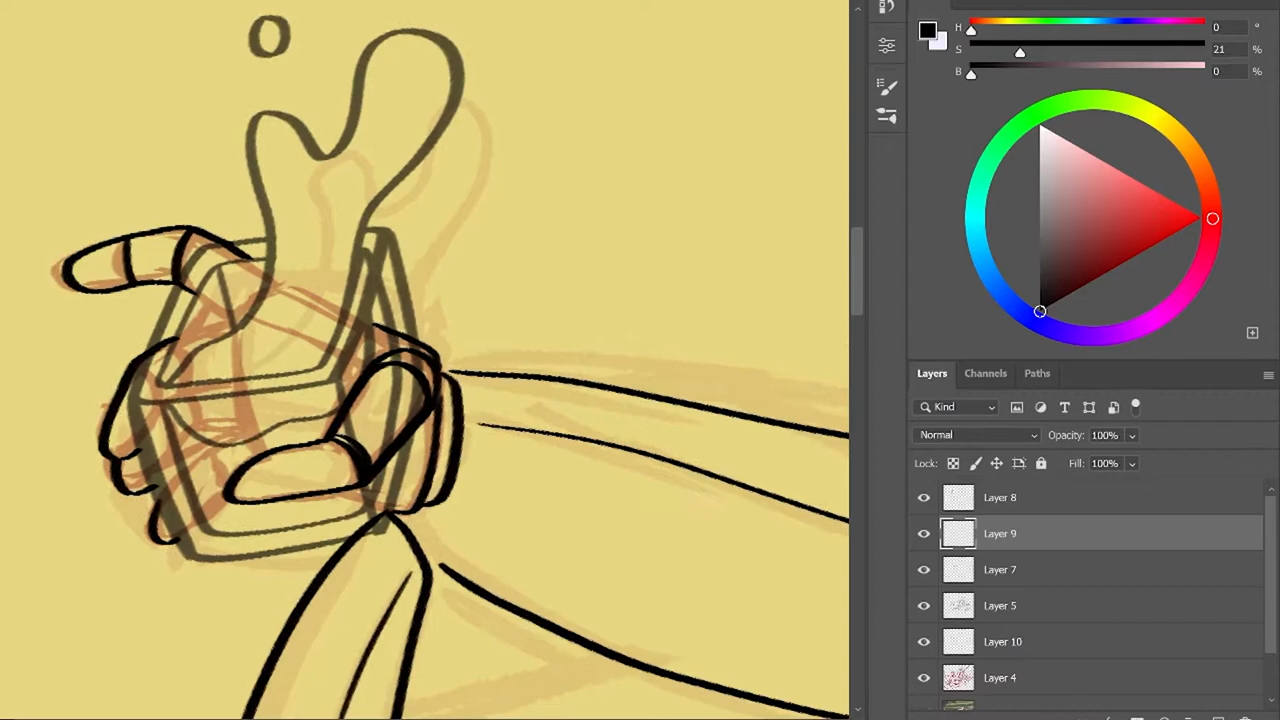 H 0 °
S 21 %
B 0 %
Layers Channels Paths
Kind
Normal Opacity: 100%
Lock: Fill: 100%
Layer 8
Layer 9
Layer 7
Layer 5
Layer 10
Layer 4